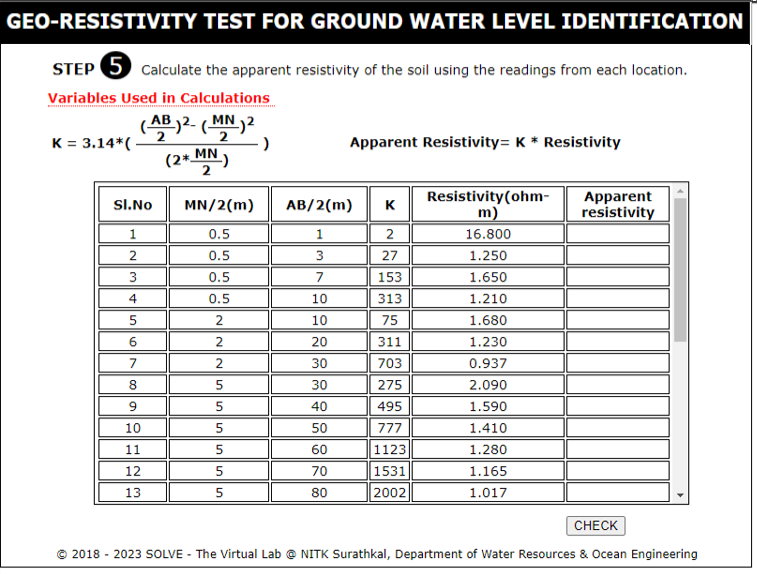 GEO-RESISTIVITY TEST FOR GROUND WATER LEVEL IDENTIFICATION
STEP 5 Calculate the apparent resistivity of the soil using the readings from each location.
Variables Used in Calculations
K = 3.14*( (AB/2)2- (MN/2)2 / (2*MN/2) )
Apparent Resistivity= K * Resistivity
Sl.No MN/2(m) AB/2(m) K Resistivity(ohm-m) Apparent resistivity
1 0.5 1 2 16.800
2 0.5 3 27 1.250
3 0.5 7 153 1.650
4 0.5 10 313 1.210
5 2 10 75 1.680
6 2 20 311 1.230
7 2 30 703 0.937
8 5 30 275 2.090
9 5 40 495 1.590
10 5 50 777 1.410
11 5 60 1123 1.280
12 5 70 1531 1.165
13 5 80 2002 1.017
CHECK
© 2018 - 2023 SOLVE - The Virtual Lab @ NITK Surathkal, Department of Water Resources & Ocean Engineering